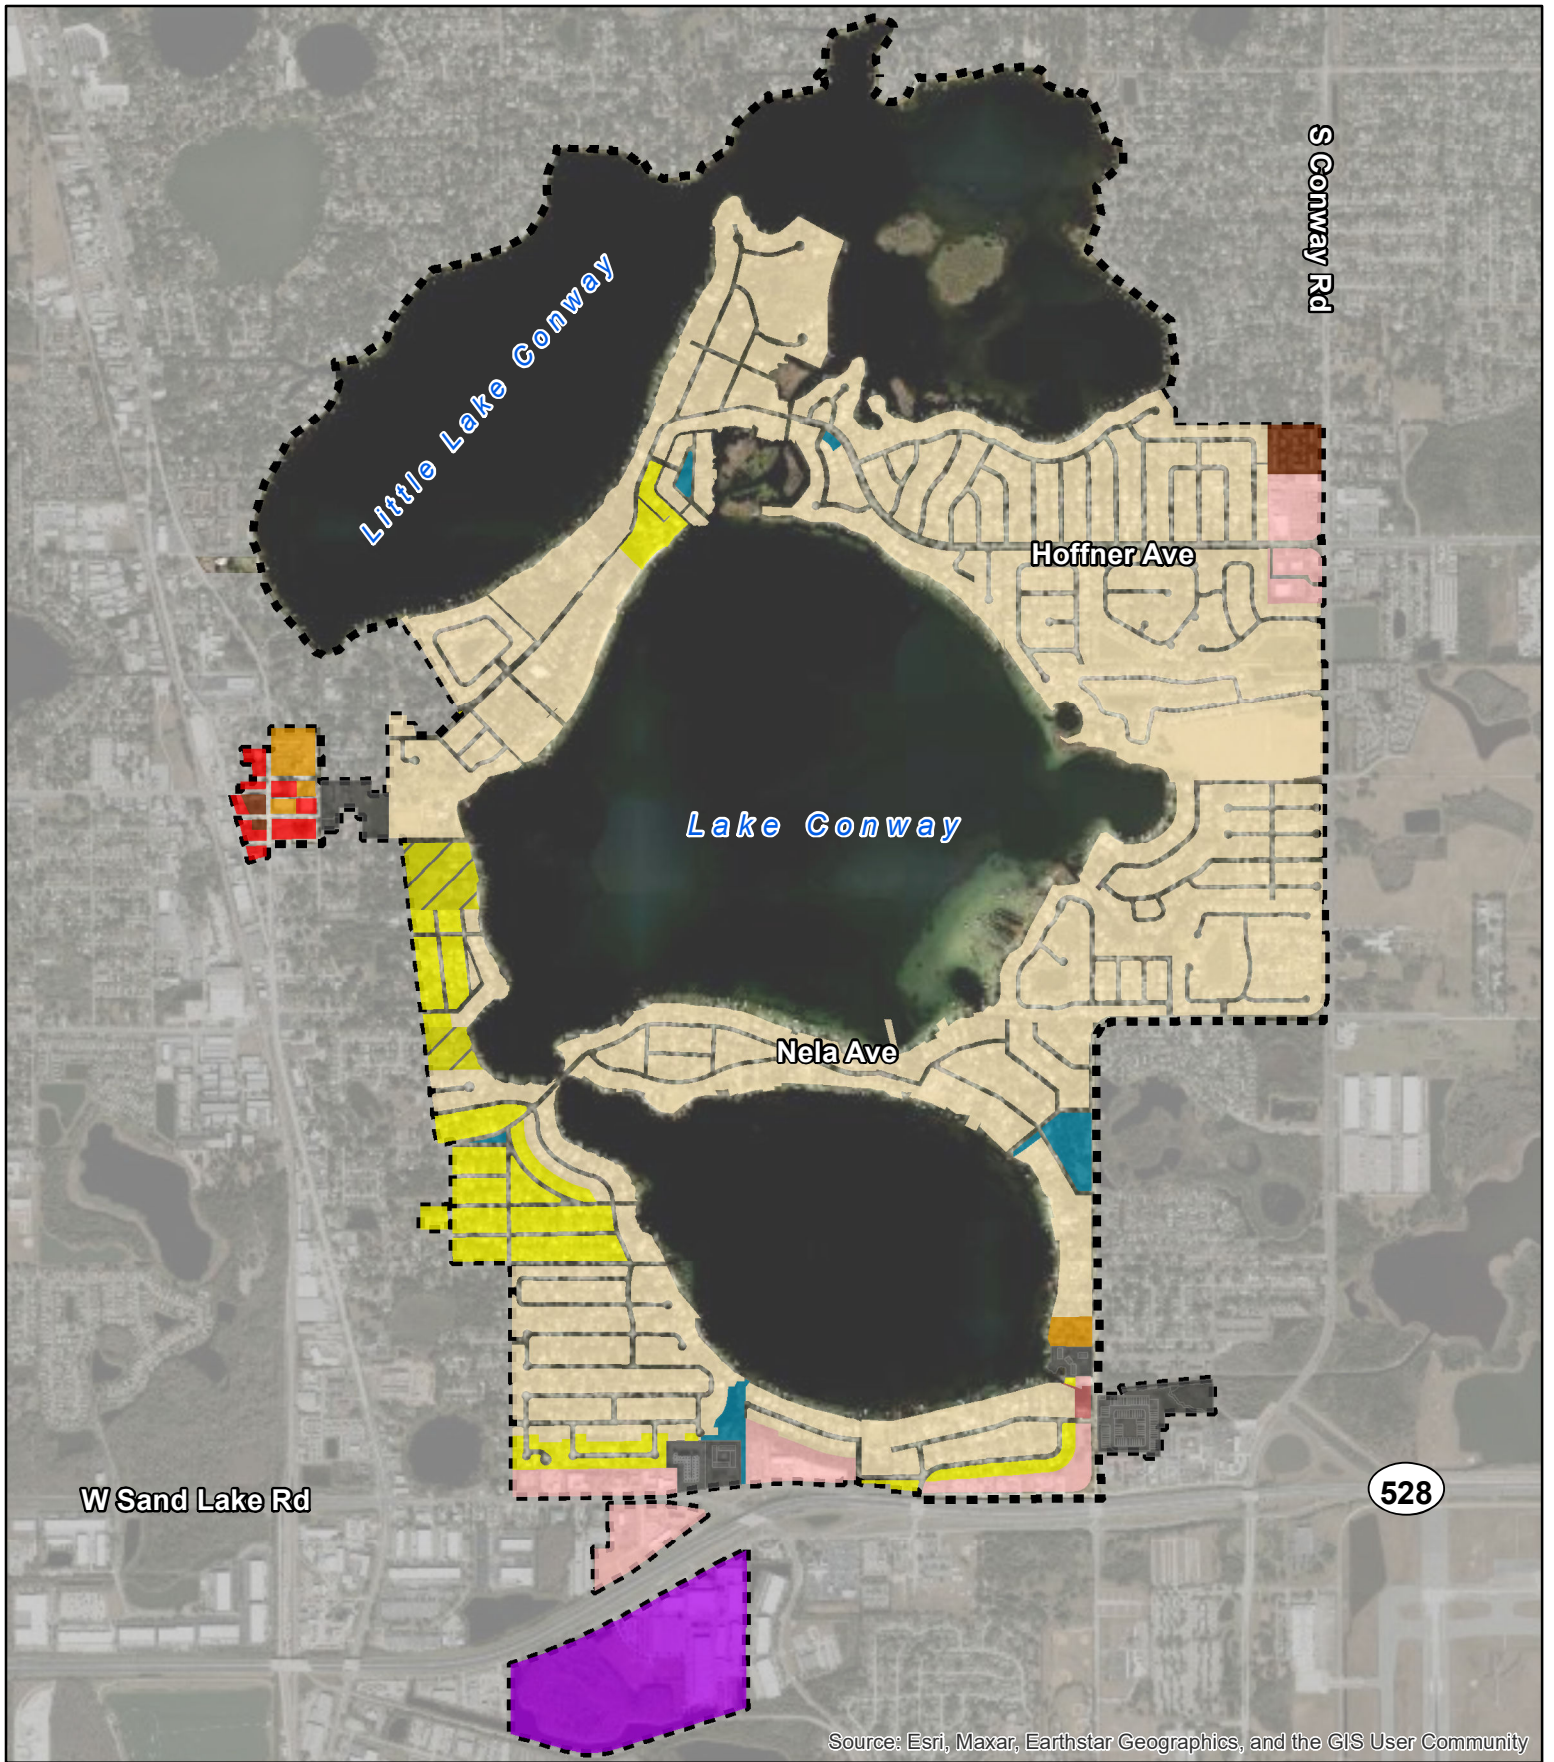 S Conway Rd
Little Lake Conway
Hoffner Ave
Lake Conway
Nela Ave
W Sand Lake Rd
528
Source: Esri, Maxar, Earthstar Geographics, and the GIS User Community